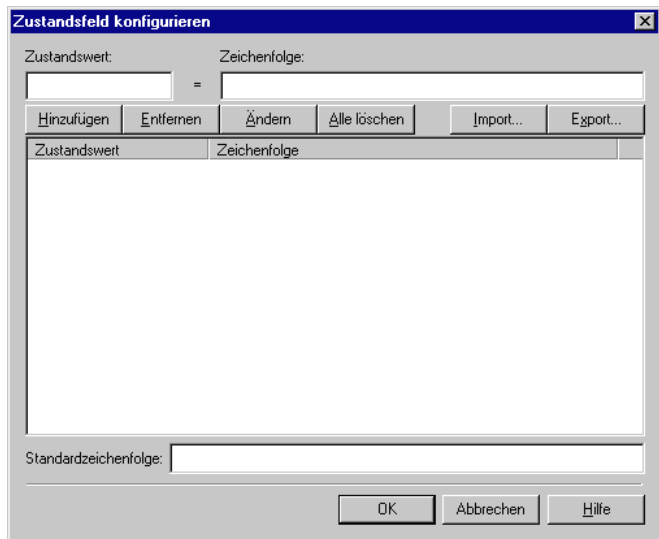 Zustandsfeld konfigurieren
Zustandswert: Zeichenfolge:
=
Hinzufügen Entfernen Ändern Alle löschen Import... Export...
Zustandswert Zeichenfolge
Standardzeichenfolge:
OK Abbrechen Hilfe